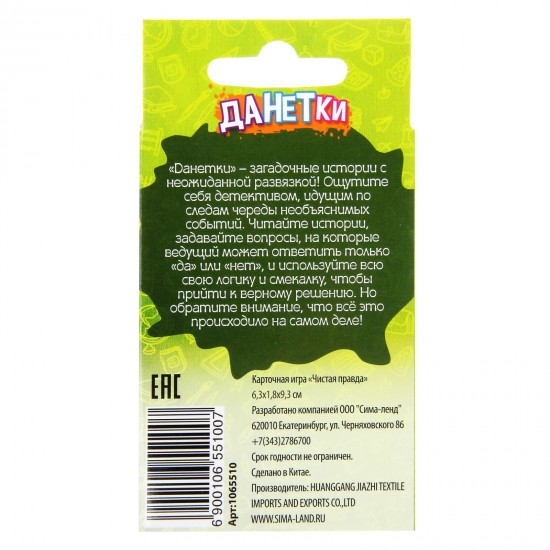 ДАНЕТКИ
«Данетки» – загадочные истории с
неожиданной развязкой! Ощутите
себя детективом, идущим по
следам череды необъяснимых
событий. Читайте истории,
задавайте вопросы, на которые
ведущий может ответить только
«да» или «нет», и используйте всю
свою логику и смекалку, чтобы
прийти к верному решению. Но
обратите внимание, что всё это
происходило на самом деле!
EAC
Карточная игра «Чистая правда»
6,3х1,8х9,3 см
Разработано компанией ООО "Сима-ленд"
620010 Екатеринбург, ул. Черняховского 86
+7(343)2786700
Срок годности не ограничен.
Сделано в Китае.
Производитель: HUANGGANG JIAZHI TEXTILE
IMPORTS AND EXPORTS CO.,LTD
WWW.SIMA-LAND.RU
6 900106 551007
Арт:1065510